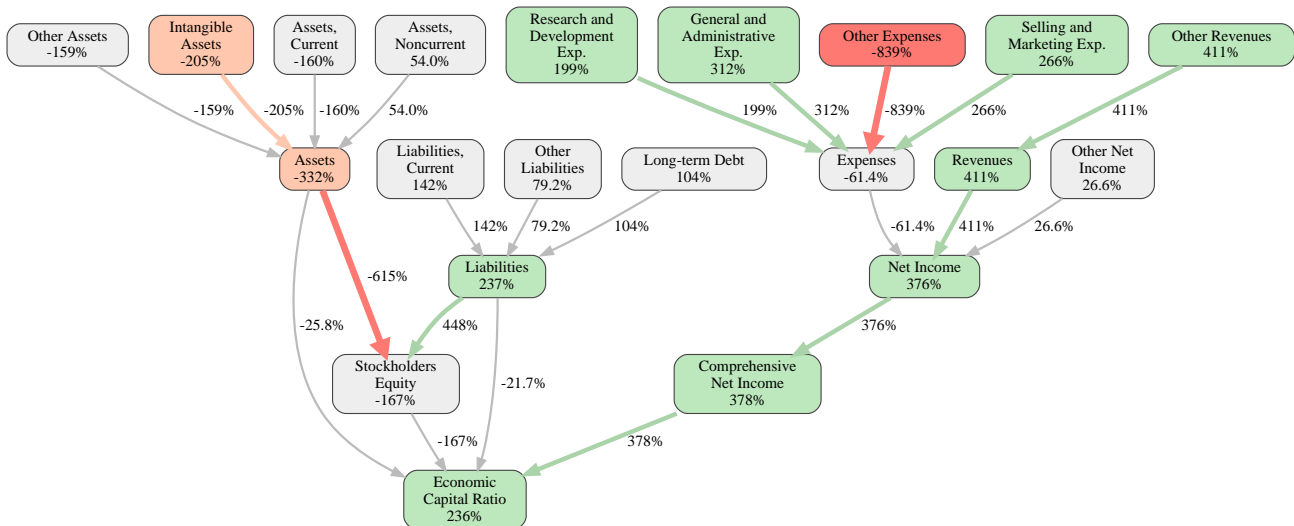 Other Assets
-159%
Intangible
Assets
-205%
Assets,
Current
-160%
Assets,
Noncurrent
54.0%
Research and
Development
Exp.
199%
General and
Administrative
Exp.
312%
Other Expenses
-839%
Selling and
Marketing Exp.
266%
Other Revenues
411%
-159%
-205%
-160%
54.0%
199%
312%
-839%
266%
411%
Assets
-332%
Liabilities,
Current
142%
Other
Liabilities
79.2%
Long-term Debt
104%
Expenses
-61.4%
Revenues
411%
Other Net
Income
26.6%
142%
79.2%
104%
-61.4%
411%
26.6%
-615%
Liabilities
237%
Net Income
376%
-25.8%
448%
376%
Stockholders
Equity
-167%
-21.7%
Comprehensive
Net Income
378%
-167%
378%
Economic
Capital Ratio
236%